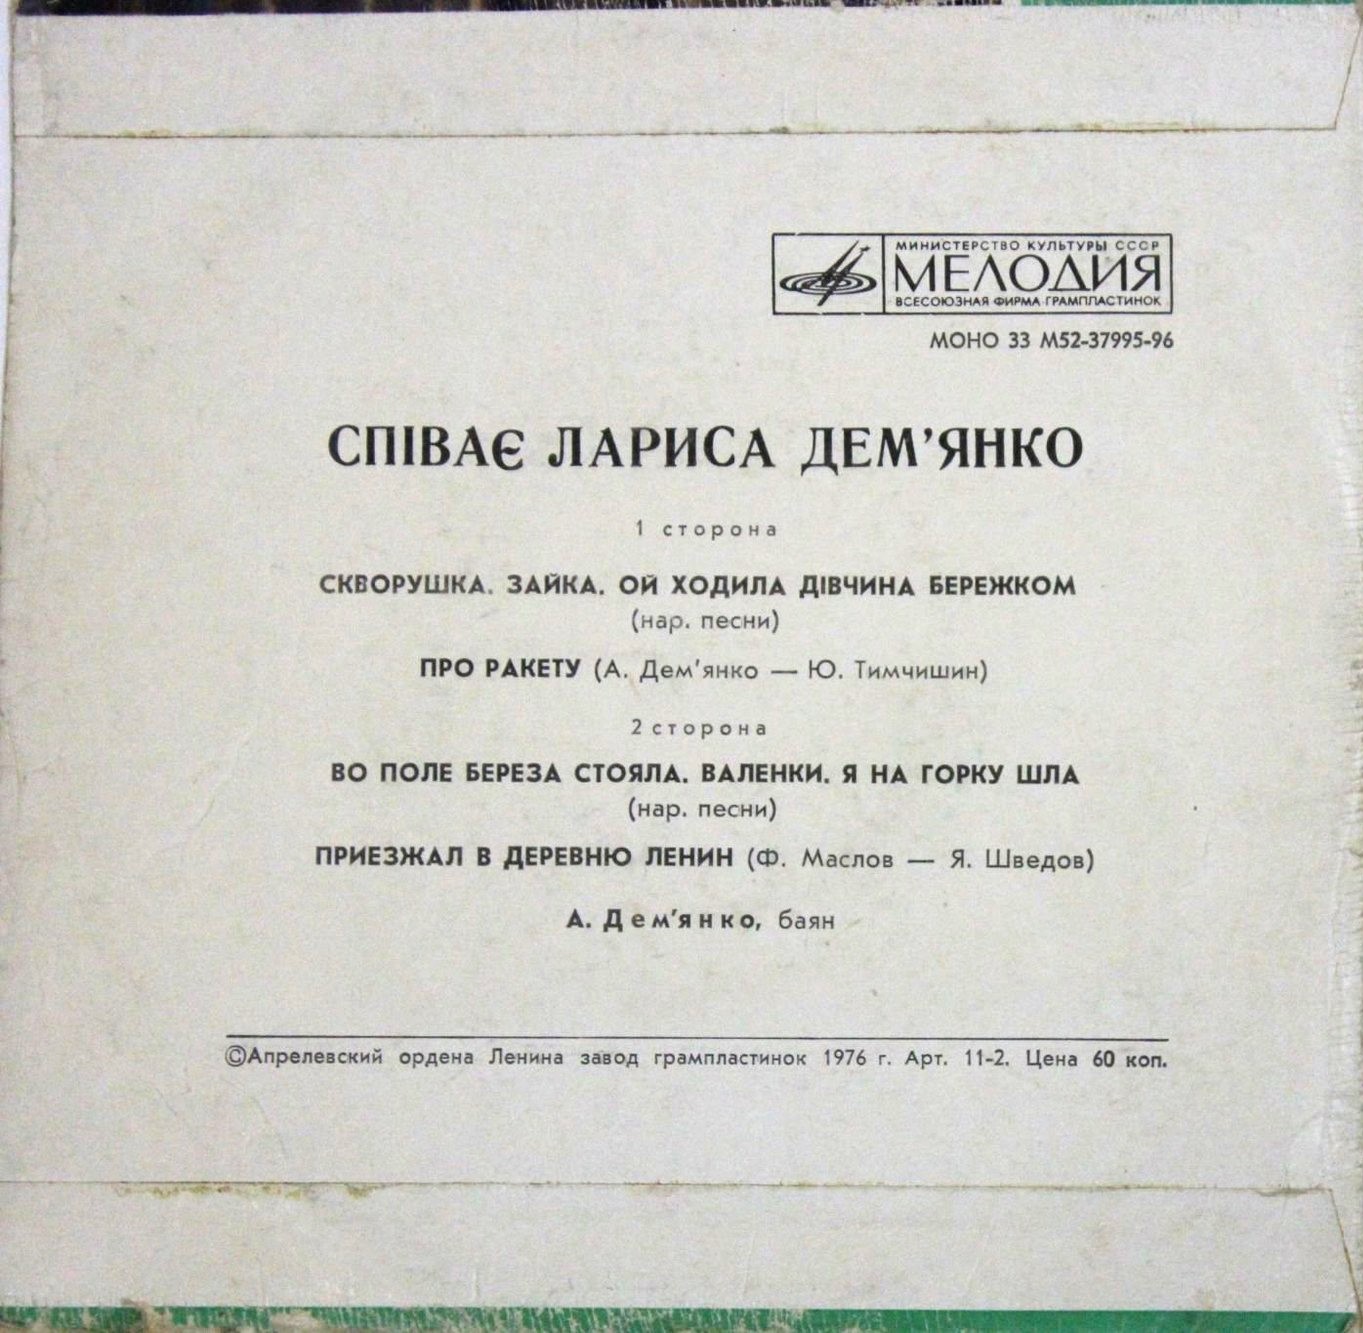 МИНИСТЕРСТВО КУЛЬТУРЫ СССР
МЕЛОДИЯ
ВСЕСОЮЗНАЯ ФИРМА ГРАМПЛАСТИНОК
МОНО 33 М52-37995-96
СПІВАЄ ЛАРИСА ДЕМ'ЯНКО
1 сторона
СКВОРУШКА. ЗАЙКА. ОЙ ХОДИЛА ДІВЧИНА БЕРЕЖКОМ
(нар. песни)
ПРО РАКЕТУ (А. Дем'янко — Ю. Тимчишин)
2 сторона
ВО ПОЛЕ БЕРЕЗА СТОЯЛА. ВАЛЕНКИ. Я НА ГОРКУ ШЛА
(нар. песни)
ПРИЕЗЖАЛ В ДЕРЕВНЮ ЛЕНИН (Ф. Маслов — Я. Шведов)
А. Дем'янко, баян
©Апрелевский ордена Ленина завод грампластинок 1976 г. Арт. 11-2. Цена 60 коп.